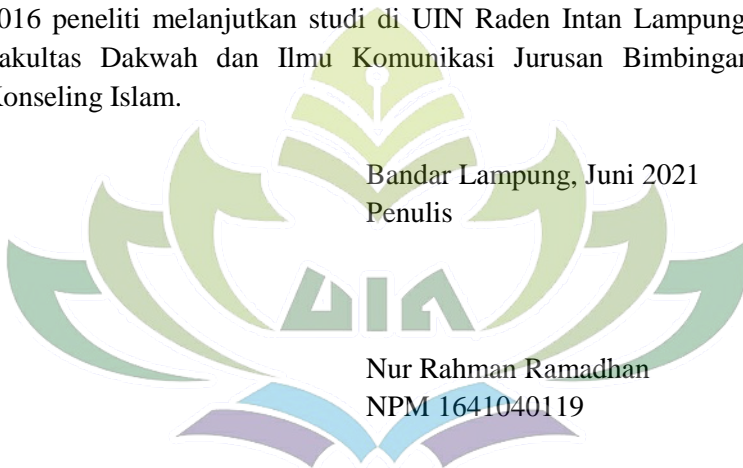 016 peneliti melanjutkan studi di UIN Raden Intan Lampung
akultas Dakwah dan Ilmu Komunikasi Jurusan Bimbingan
Konseling Islam.
Bandar Lampung, Juni 2021
Penulis
UIN
Nur Rahman Ramadhan
NPM 1641040119